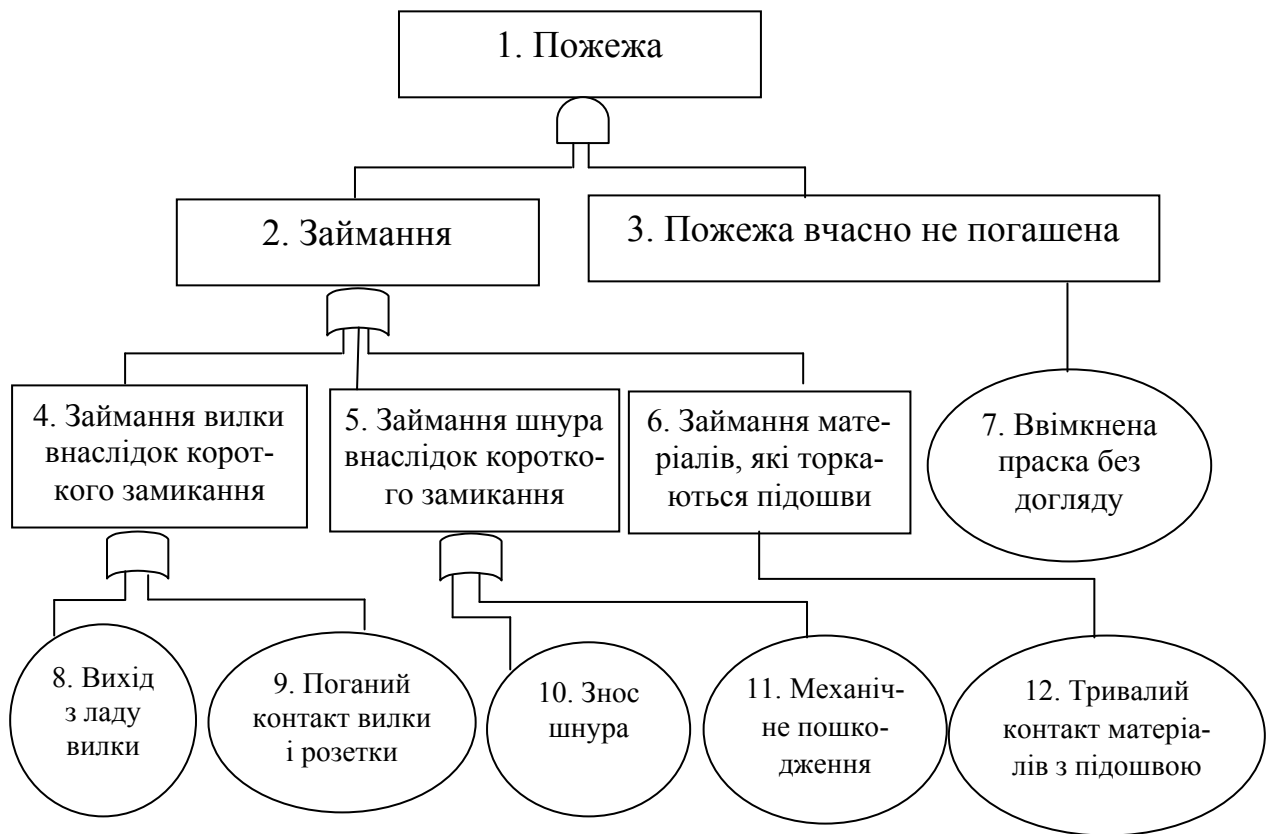 1. Пожежа
2. Займання
3. Пожежа вчасно не погашена
4. Займання вилки
внаслідок корот-
кого замикання
5. Займання шнура
внаслідок коротко-
го замикання
6. Займання мате-
ріалів, які торка-
ються підошви
7. Ввімкнена
праска без
догляду
8. Вихід
з ладу
вилки
9. Поганий
контакт вилки
і розетки
10. Знос
шнура
11. Механіч-
не пошко-
дження
12. Тривалий
контакт матеріа-
лів з підошвою